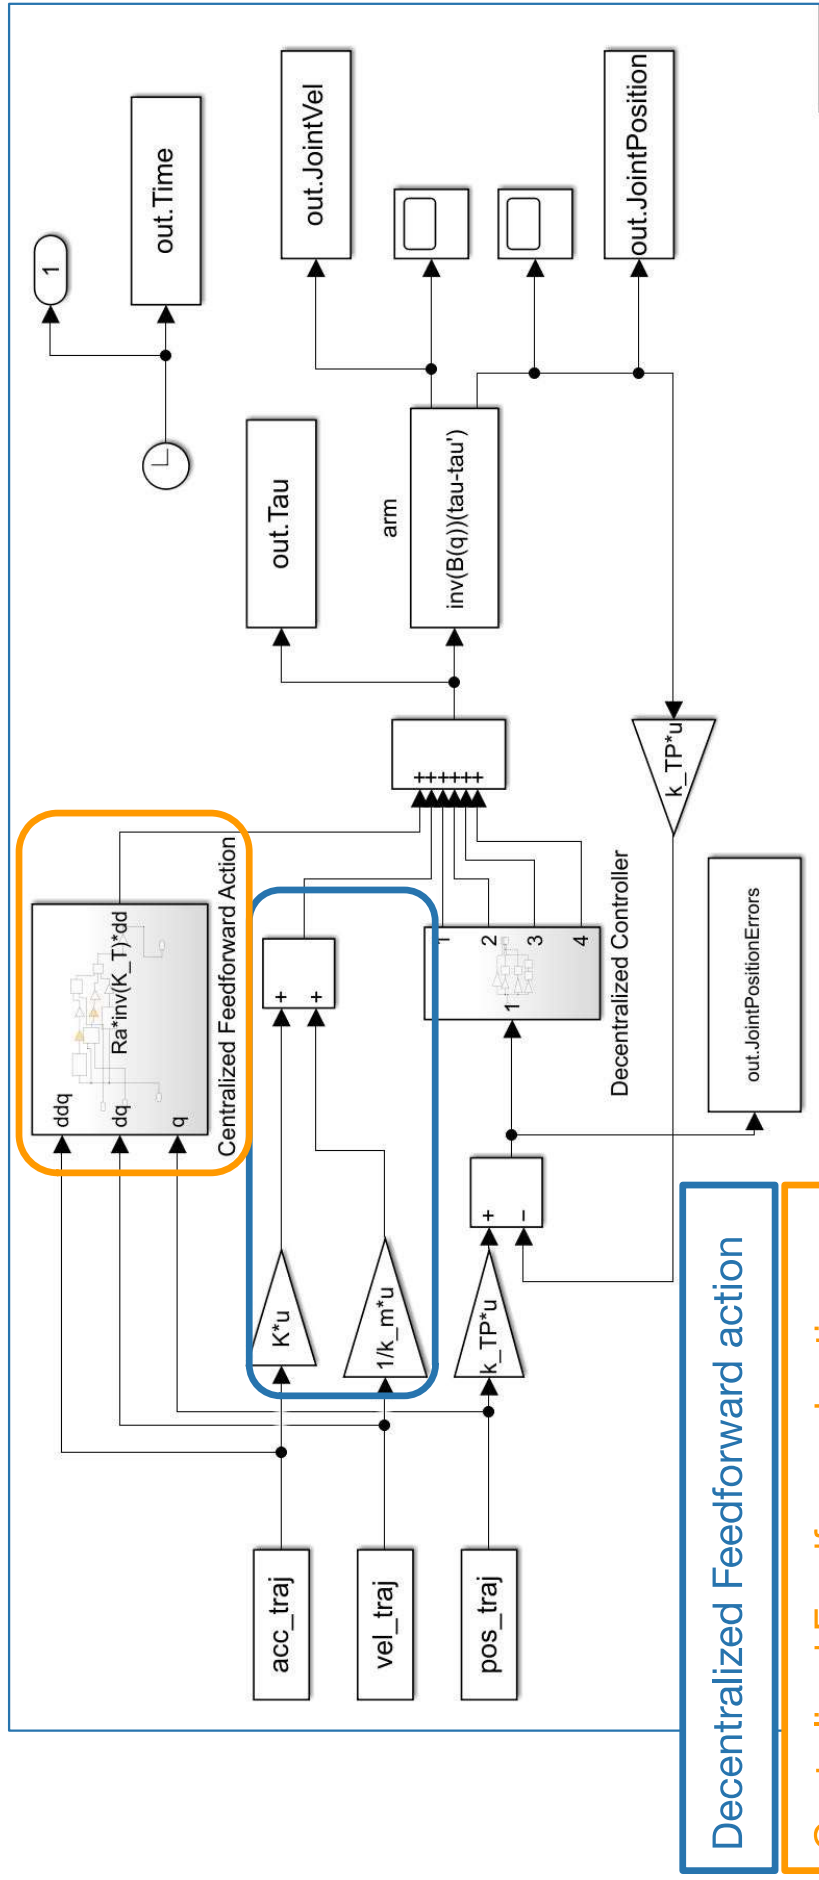 1
out.Time
out.JointVel
out.JointPosition
out.Tau
arm
inv(B(q))(tau-tau')
ddq
dq
q
Ra*inv(K_T)*dd
Centralized Feedforward Action
acc_traj
vel_traj
pos_traj
K*u
1/k_m*u
k_TP*u
+
+
+
−
++++++
1
1
2
3
4
Decentralized Controller
k_TP*u
out.JointPositionErrors
Decentralized Feedforward action